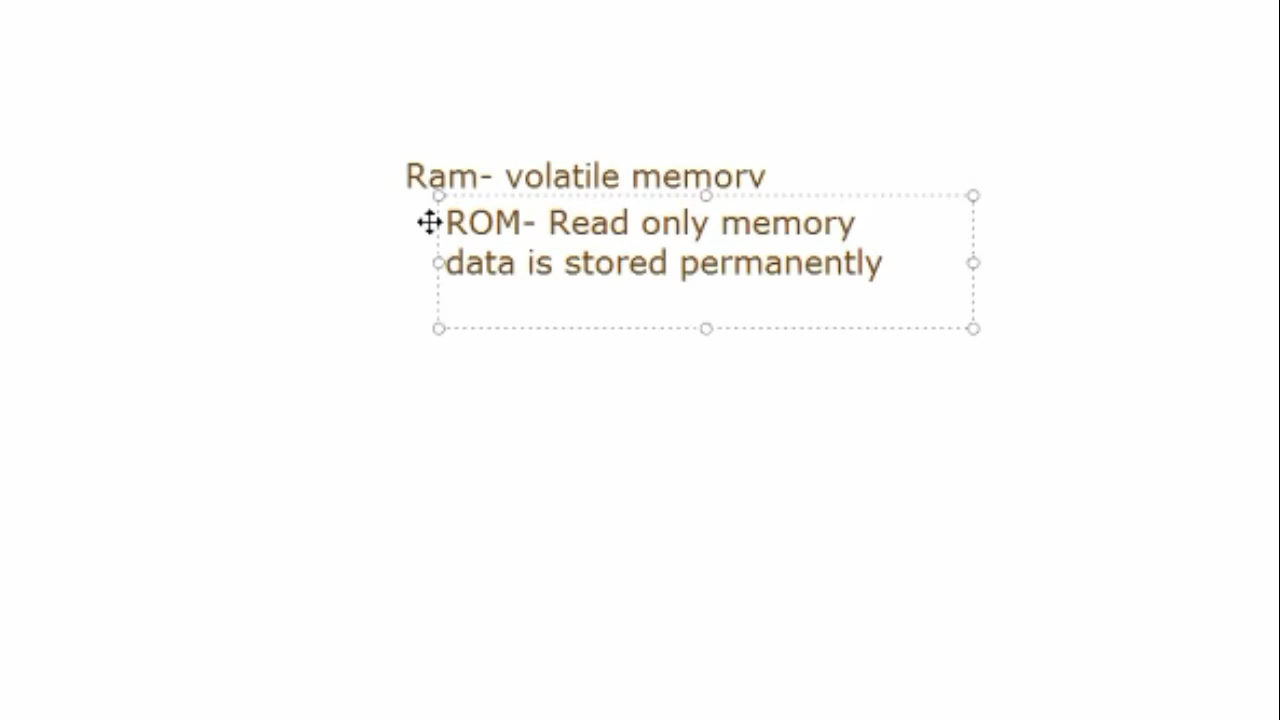 Ram- volatile memory
ROM- Read only memory
data is stored permanently